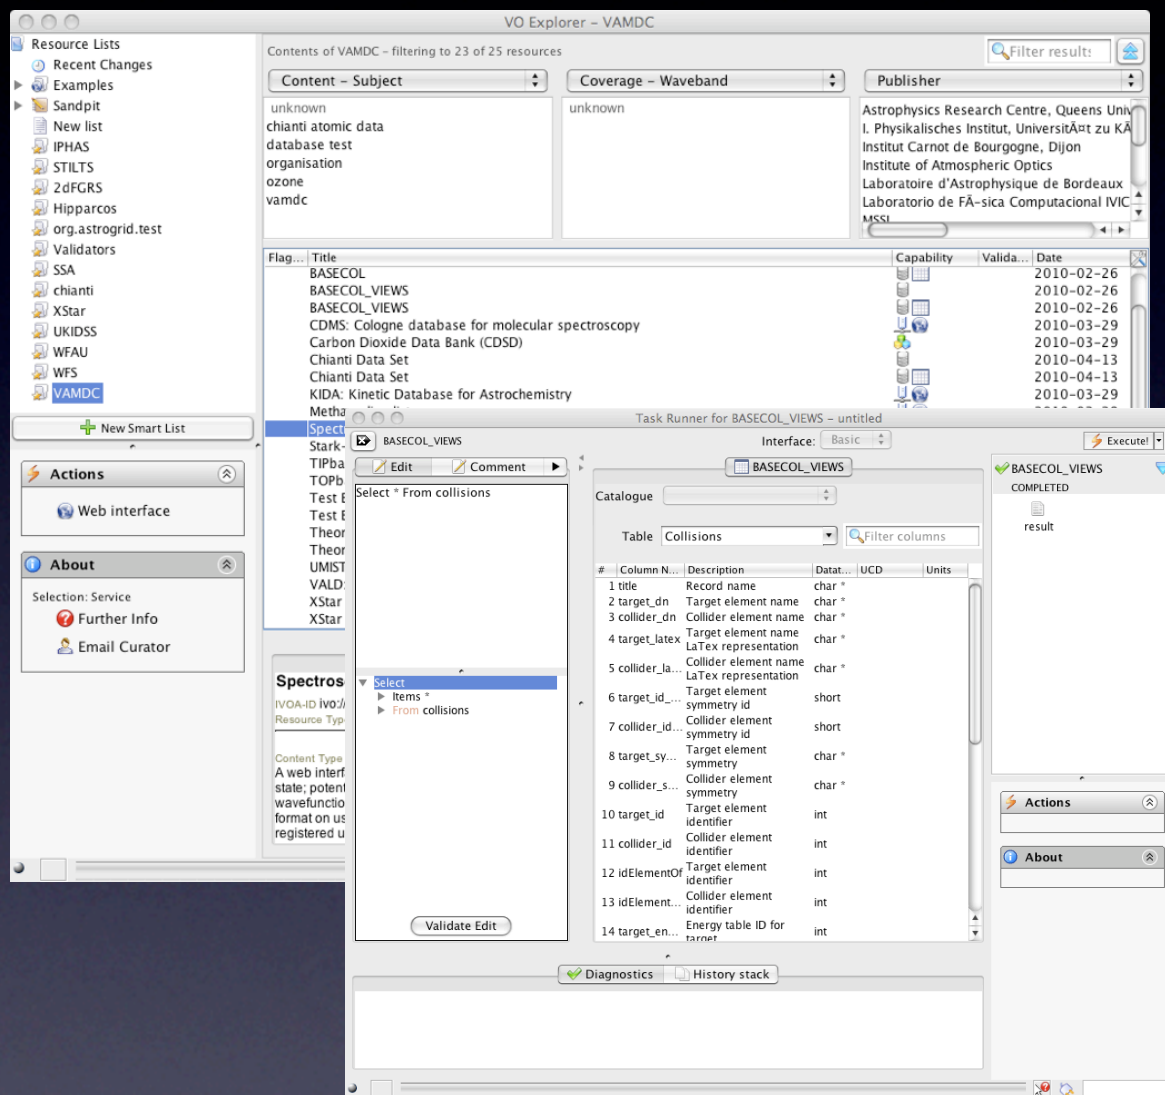 VO Explorer – VAMDC
Resource Lists
Recent Changes
Examples
Sandpit
New list
IPHAS
STILTS
2dFGRS
Hipparcos
org.astrogrid.test
Validators
SSA
chianti
XStar
UKIDSS
WFAU
WFS
VAMDC
New Smart List
Actions
Web interface
About
Selection: Service
Further Info
Email Curator
Contents of VAMDC – filtering to 23 of 25 resources
Filter results
Content – Subject
Coverage – Waveband
Publisher
unknown
chianti atomic data
database test
organisation
ozone
vamdc
unknown
Astrophysics Research Centre, Queens Univ
I. Physikalisches Institut, UniversitÃ¤t zu KÃ
Institut Carnot de Bourgogne, Dijon
Institute of Atmospheric Optics
Laboratoire d'Astrophysique de Bordeaux
Laboratorio de FÃ-sica Computacional IVIC
MSSL
Flag... Title Capability Valida... Date
BASECOL 2010-02-26
BASECOL_VIEWS 2010-02-26
BASECOL_VIEWS 2010-02-26
CDMS: Cologne database for molecular spectroscopy 2010-03-29
Carbon Dioxide Data Bank (CDSD) 2010-03-29
Chianti Data Set 2010-04-13
Chianti Data Set 2010-04-13
KIDA: Kinetic Database for Astrochemistry 2010-03-29
Metha
Spect
Stark-
TIPba
TOPb
Test E
Test E
Theor
Theor
UMIST
VALD
XStar
XStar
Spectros
IVOA-ID ivo://
Resource Typ
Content Type
A web interf
state; potent
wavefunctio
format on us
registered u
Task Runner for BASECOL_VIEWS – untitled
BASECOL_VIEWS
Interface: Basic
Execute!
Edit Comment
Select * From collisions
Select
Items *
From collisions
Validate Edit
BASECOL_VIEWS
Catalogue
Table Collisions Filter columns
# Column N... Description Datat... UCD Units
1 title Record name char *
2 target_dn Target element name char *
3 collider_dn Collider element name char *
4 target_latex Target element name LaTex representation char *
5 collider_la... Collider element name LaTex representation char *
6 target_id_... Target element symmetry id short
7 collider_id... Collider element symmetry id short
8 target_sy... Target element symmetry char *
9 collider_s... Collider element symmetry char *
10 target_id Target element identifier int
11 collider_id Collider element identifier int
12 idElementOf Target element identifier int
13 idElement... Collider element identifier int
14 target_en... Energy table ID for target int
BASECOL_VIEWS
COMPLETED
result
Actions
About
Diagnostics History stack